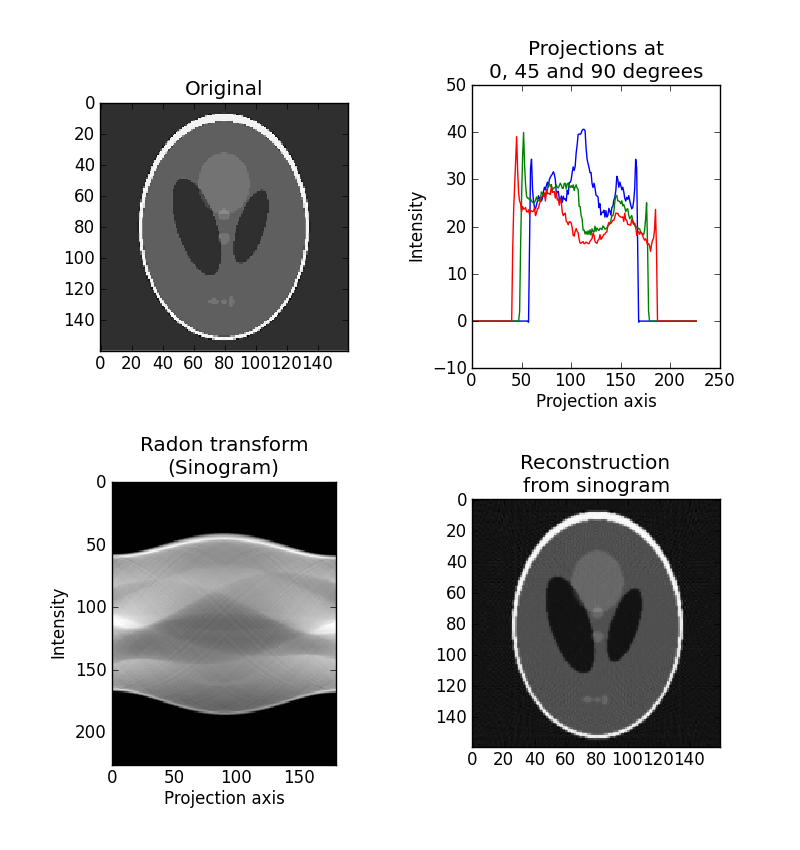 Original
0
20
40
60
80
100
120
140
0 20 40 60 80 100120140
Projections at
0, 45 and 90 degrees
50
40
30
20
10
0
−10
Intensity
0 50 100 150 200 250
Projection axis
Radon transform
(Sinogram)
0
50
100
150
200
Intensity
0 50 100 150
Projection axis
Reconstruction
from sinogram
0
20
40
60
80
100
120
140
0 20 40 60 80 100120140